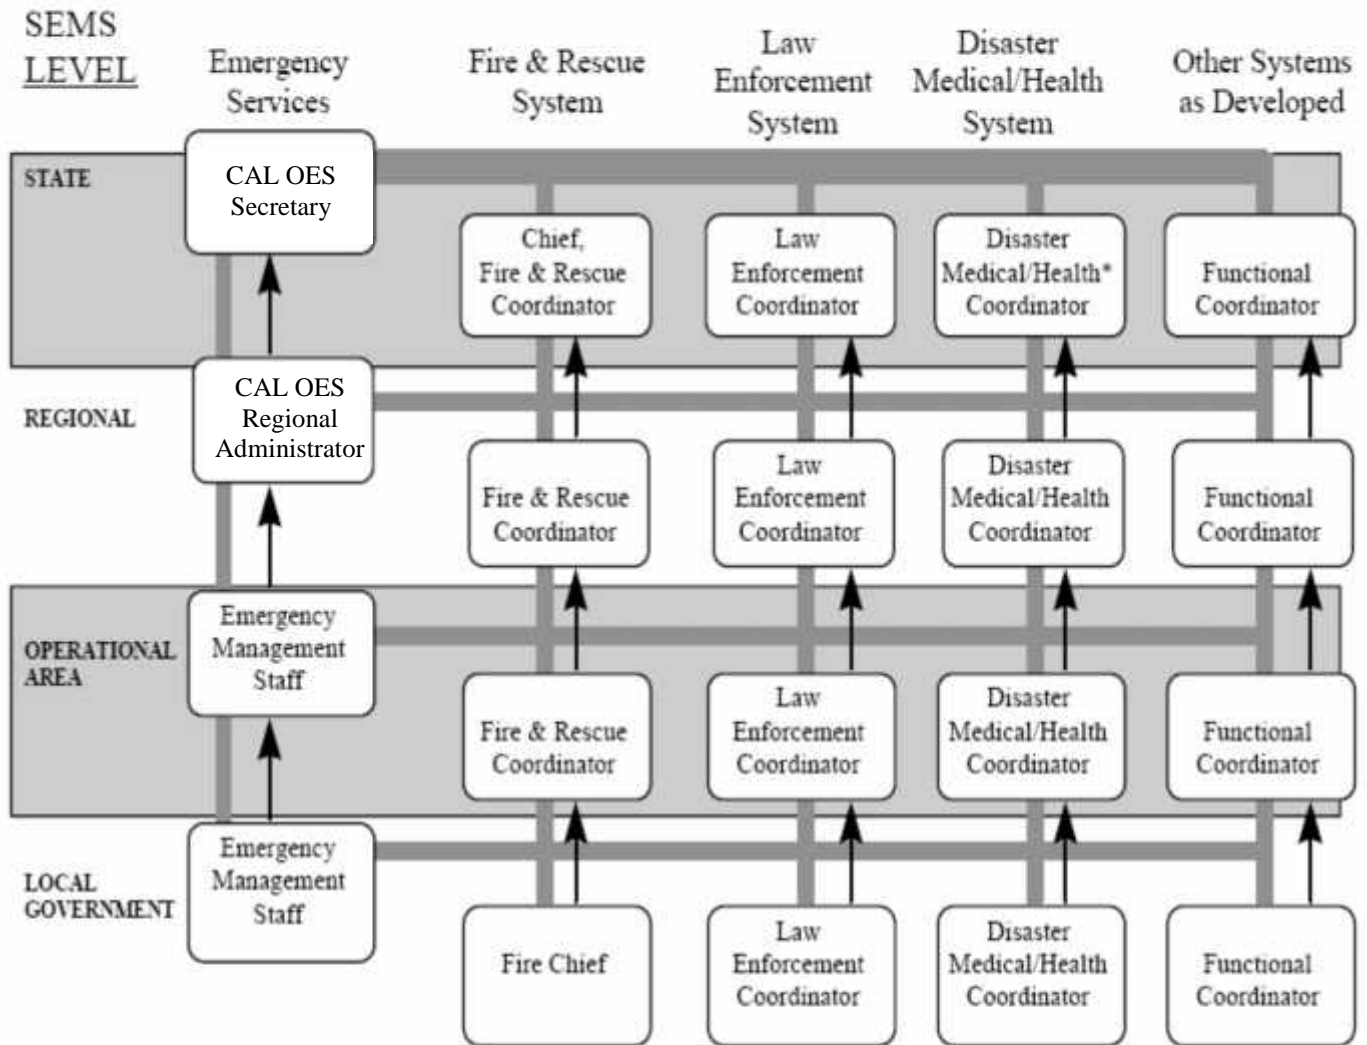 SEMS
LEVEL
Emergency
Services
Fire & Rescue
System
Law
Enforcement
System
Disaster
Medical/Health
System
Other Systems
as Developed
STATE
CAL OES
Secretary
Chief,
Fire & Rescue
Coordinator
Law
Enforcement
Coordinator
Disaster
Medical/Health*
Coordinator
Functional
Coordinator
REGIONAL
CAL OES
Regional
Administrator
Fire & Rescue
Coordinator
Law
Enforcement
Coordinator
Disaster
Medical/Health
Coordinator
Functional
Coordinator
OPERATIONAL
AREA
Emergency
Management
Staff
Fire & Rescue
Coordinator
Law
Enforcement
Coordinator
Disaster
Medical/Health
Coordinator
Functional
Coordinator
LOCAL
GOVERNMENT
Emergency
Management
Staff
Fire Chief
Law
Enforcement
Coordinator
Disaster
Medical/Health
Coordinator
Functional
Coordinator